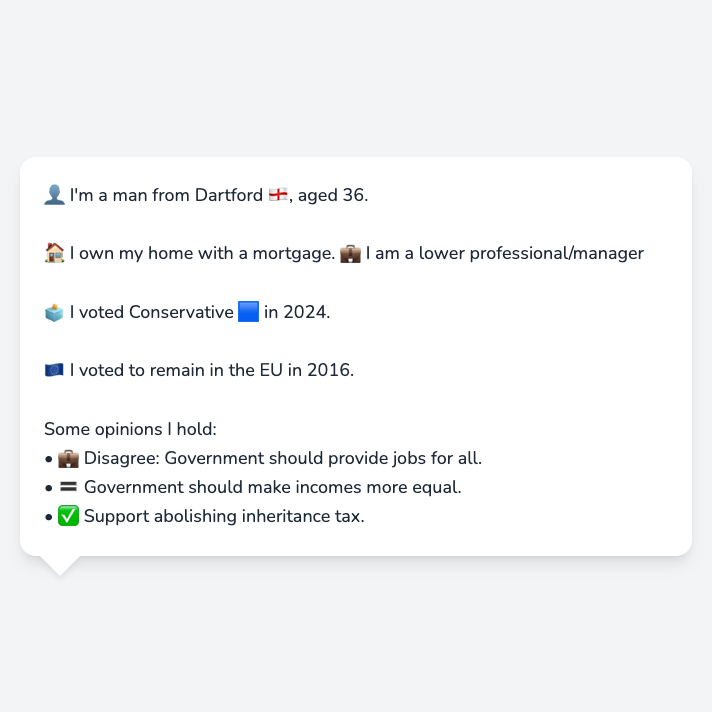 👤 I'm a man from Dartford 🏴󠁧󠁢󠁥󠁮󠁧󠁿, aged 36.
🏠 I own my home with a mortgage. 💼 I am a lower professional/manager
🗳️ I voted Conservative 🟦 in 2024.
🇪🇺 I voted to remain in the EU in 2016.
Some opinions I hold:
• 💼 Disagree: Government should provide jobs for all.
• 🟰 Government should make incomes more equal.
• ✅ Support abolishing inheritance tax.